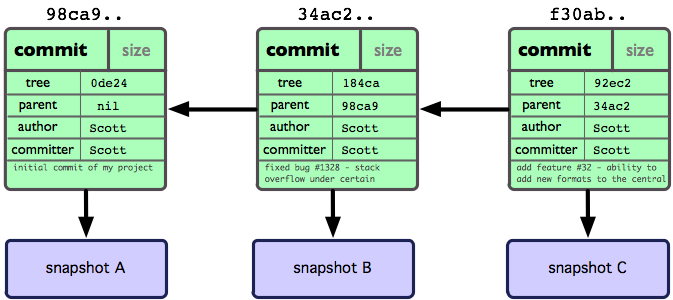 98ca9..
34ac2..
f30ab..
commit size
tree 0de24
parent nil
author Scott
committer Scott
initial commit of my project
commit size
tree 184ca
parent 98ca9
author Scott
committer Scott
fixed bug #1328 - stack
overflow under certain
commit size
tree 92ec2
parent 34ac2
author Scott
committer Scott
add feature #32 - ability to
add new formats to the central
snapshot A
snapshot B
snapshot C